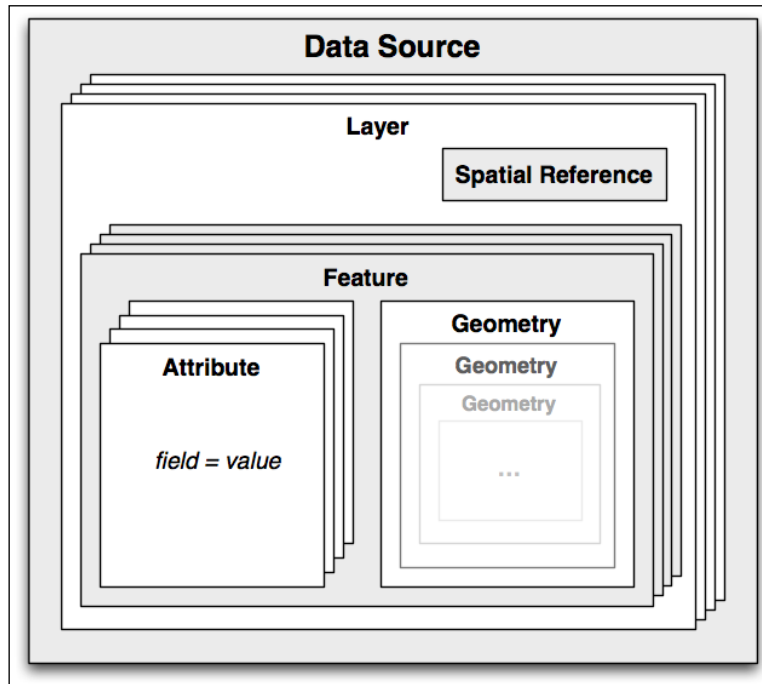 Data Source
Layer
Spatial Reference
Feature
Geometry
Attribute
Geometry
Geometry
field = value
...